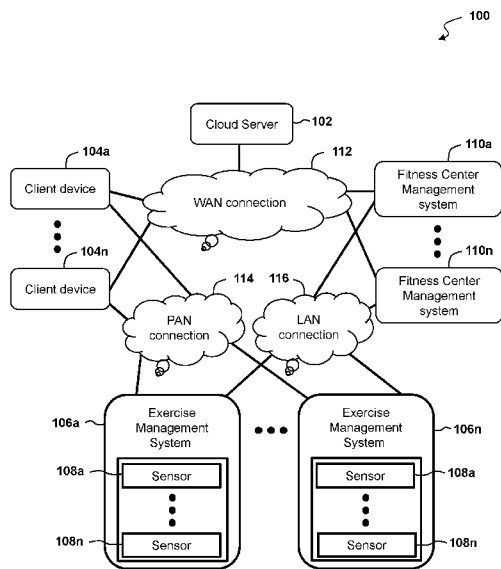 100
Cloud Server
102
104a
112
110a
Client device
WAN connection
Fitness Center
Management
system
104n
Client device
114
116
110n
Fitness Center
Management
system
PAN
connection
LAN
connection
106a
Exercise
Management
System
Exercise
Management
System
106n
108a
Sensor
Sensor
108a
108n
Sensor
Sensor
108n